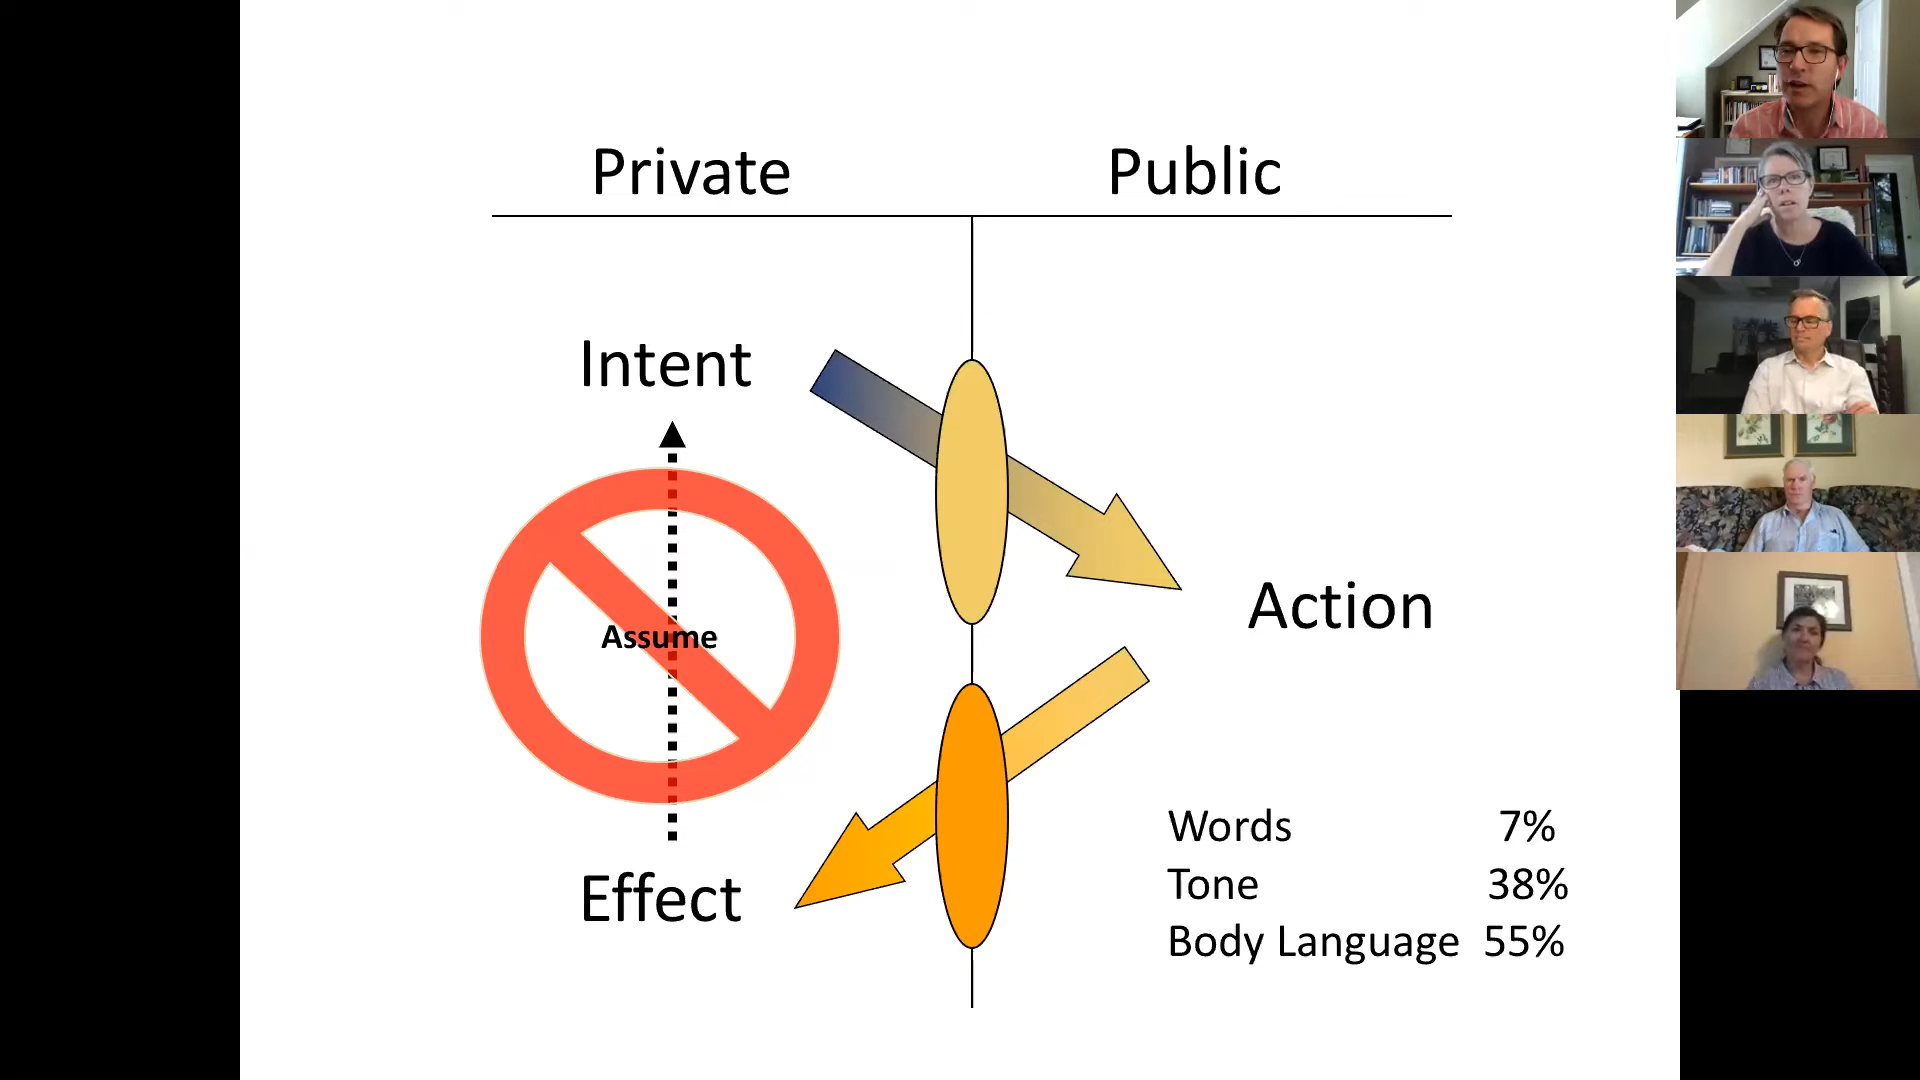 Private Public
Intent
Assume
Action
Effect
Words 7%
Tone 38%
Body Language 55%